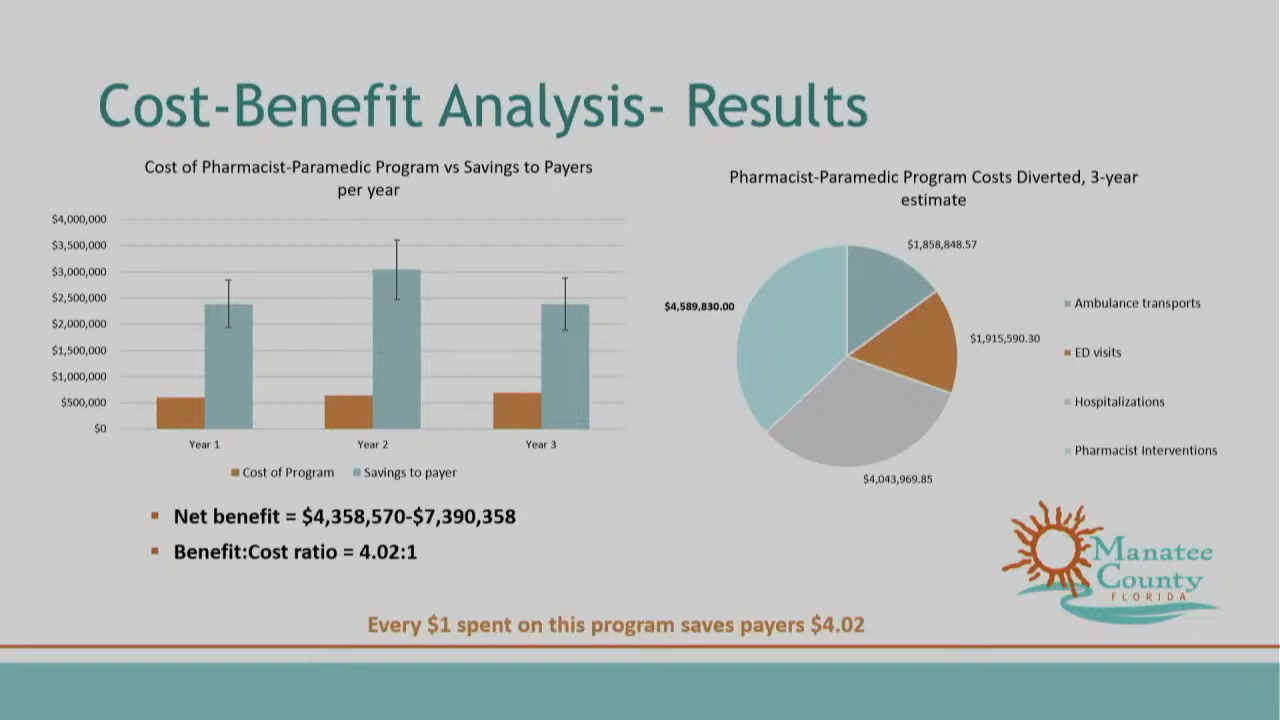 Cost-Benefit Analysis- Results
Cost of Pharmacist-Paramedic Program vs Savings to Payers
per year
$4,000,000
$3,500,000
$3,000,000
$2,500,000
$2,000,000
$1,500,000
$1,000,000
$500,000
$0
Year 1
Year 2
Year 3
Cost of Program
Savings to payer
Pharmacist-Paramedic Program Costs Diverted, 3-year
estimate
$1,858,848.57
$4,589,830.00
$1,915,590.30
$4,043,969.85
Ambulance transports
ED visits
Hospitalizations
Pharmacist Interventions
▪ Net benefit = $4,358,570-$7,390,358
▪ Benefit:Cost ratio = 4.02:1
Manatee
County
FLORIDA
Every $1 spent on this program saves payers $4.02